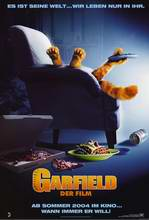 ES IST SEINE WELT...WIR LEBEN NUR IN IHR.
GARFIELD
DER FILM
AB SOMMER 2004 IM KINO...
WANN IMMER ER WILL!